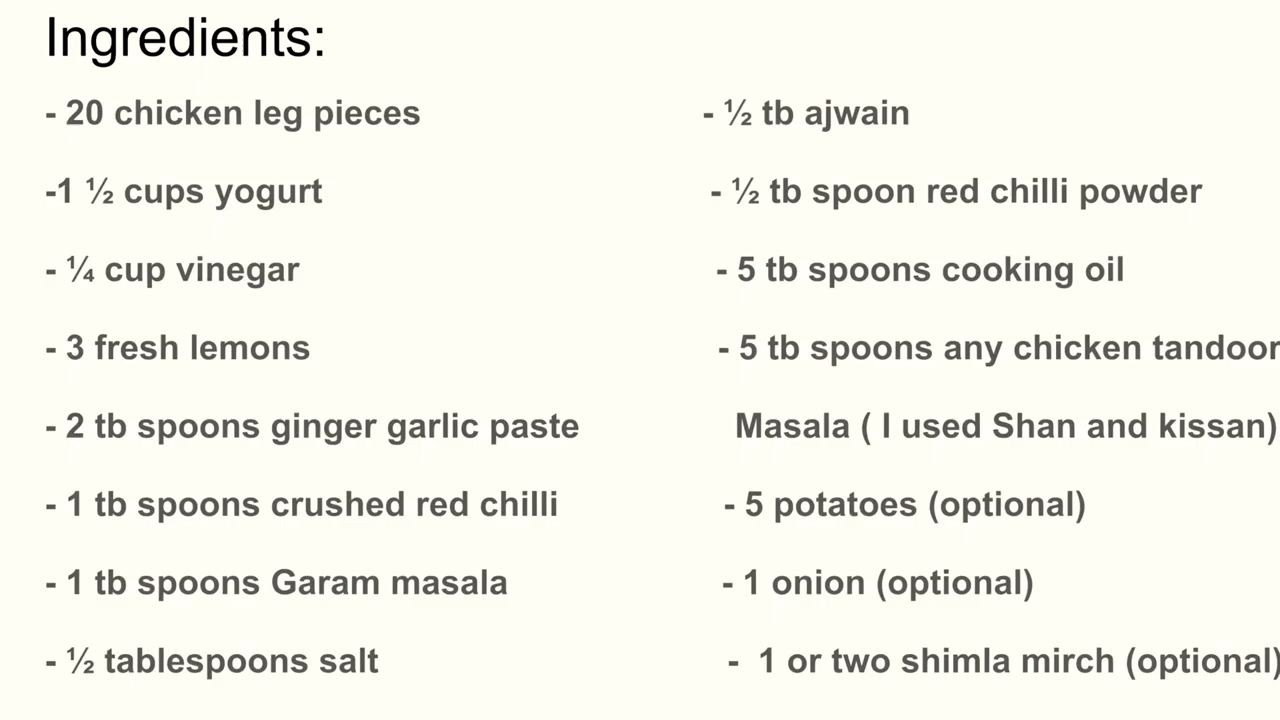 Ingredients:
- 20 chicken leg pieces
-1 ½ cups yogurt
- ¼ cup vinegar
- 3 fresh lemons
- 2 tb spoons ginger garlic paste
- 1 tb spoons crushed red chilli
- 1 tb spoons Garam masala
- ½ tablespoons salt
- ½ tb ajwain
- ½ tb spoon red chilli powder
- 5 tb spoons cooking oil
- 5 tb spoons any chicken tandoor
Masala ( I used Shan and kissan)
- 5 potatoes (optional)
- 1 onion (optional)
- 1 or two shimla mirch (optional)